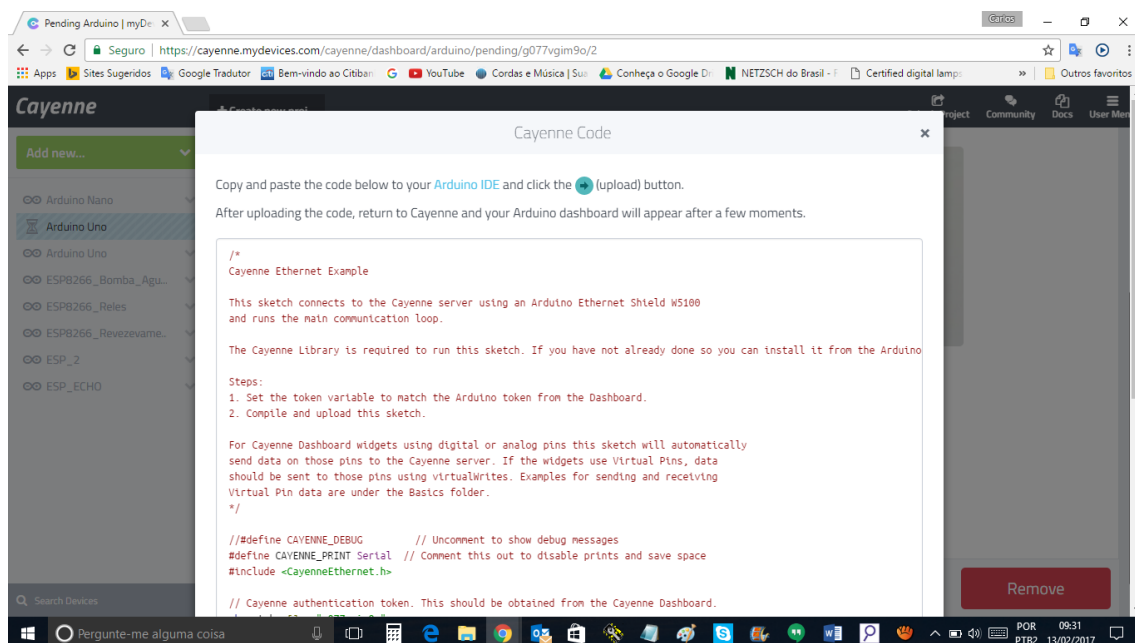 Pending Arduino | myDe
Carlos
Seguro | https://cayenne.mydevices.com/cayenne/dashboard/arduino/pending/g077vgim9o/2
Apps Sites Sugeridos Google Tradutor citi Bem-vindo ao Citiban YouTube Cordas e Música | Sua Conheça o Google Dr NETZSCH do Brasil - F Certified digital lamps » Outros favoritos
Cayenne
+ Create new proj
Project Community Docs User Men
Cayenne Code
Add new...
Copy and paste the code below to your Arduino IDE and click the (upload) button.
After uploading the code, return to Cayenne and your Arduino dashboard will appear after a few moments.
Arduino Nano
Arduino Uno
Arduino Uno
ESP8266_Bomba_Agu..
ESP8266_Reles
ESP8266_Revezevame..
ESP_2
ESP_ECHO
/*
Cayenne Ethernet Example
This sketch connects to the Cayenne server using an Arduino Ethernet Shield W5100
and runs the main communication loop.
The Cayenne Library is required to run this sketch. If you have not already done so you can install it from the Arduino
Steps:
1. Set the token variable to match the Arduino token from the Dashboard.
2. Compile and upload this sketch.
For Cayenne Dashboard widgets using digital or analog pins this sketch will automatically
send data on those pins to the Cayenne server. If the widgets use Virtual Pins, data
should be sent to those pins using virtualWrites. Examples for sending and receiving
Virtual Pin data are under the Basics folder.
*/
//#define CAYENNE_DEBUG // Uncomment to show debug messages
#define CAYENNE_PRINT Serial // Comment this out to disable prints and save space
#include <CayenneEthernet.h>
// Cayenne authentication token. This should be obtained from the Cayenne Dashboard.
Remove
Search Devices
Pergunte-me alguma coisa
POR 09:31
PTB2 13/02/2017